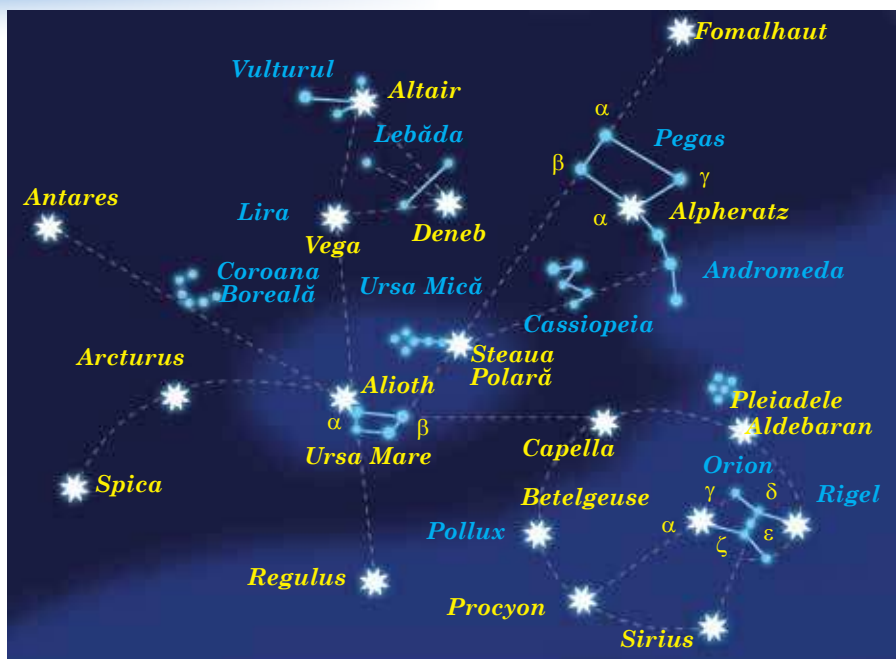 Fomalhaut
Vulturul
Altair
α
Lebăda
Pegas
β
γ
Antares
α
Alpheratz
Lira
Vega
Deneb
Coroana
Boreală
Ursa Mică
Andromeda
Cassiopeia
Arcturus
Steaua
Polară
Alioth
α
β
Ursa Mare
Pleiadele
Aldebaran
Capella
Orion
Spica
Betelgeuse
γ
δ
Rigel
Pollux
α
ζ
ε
Regulus
Procyon
Sirius